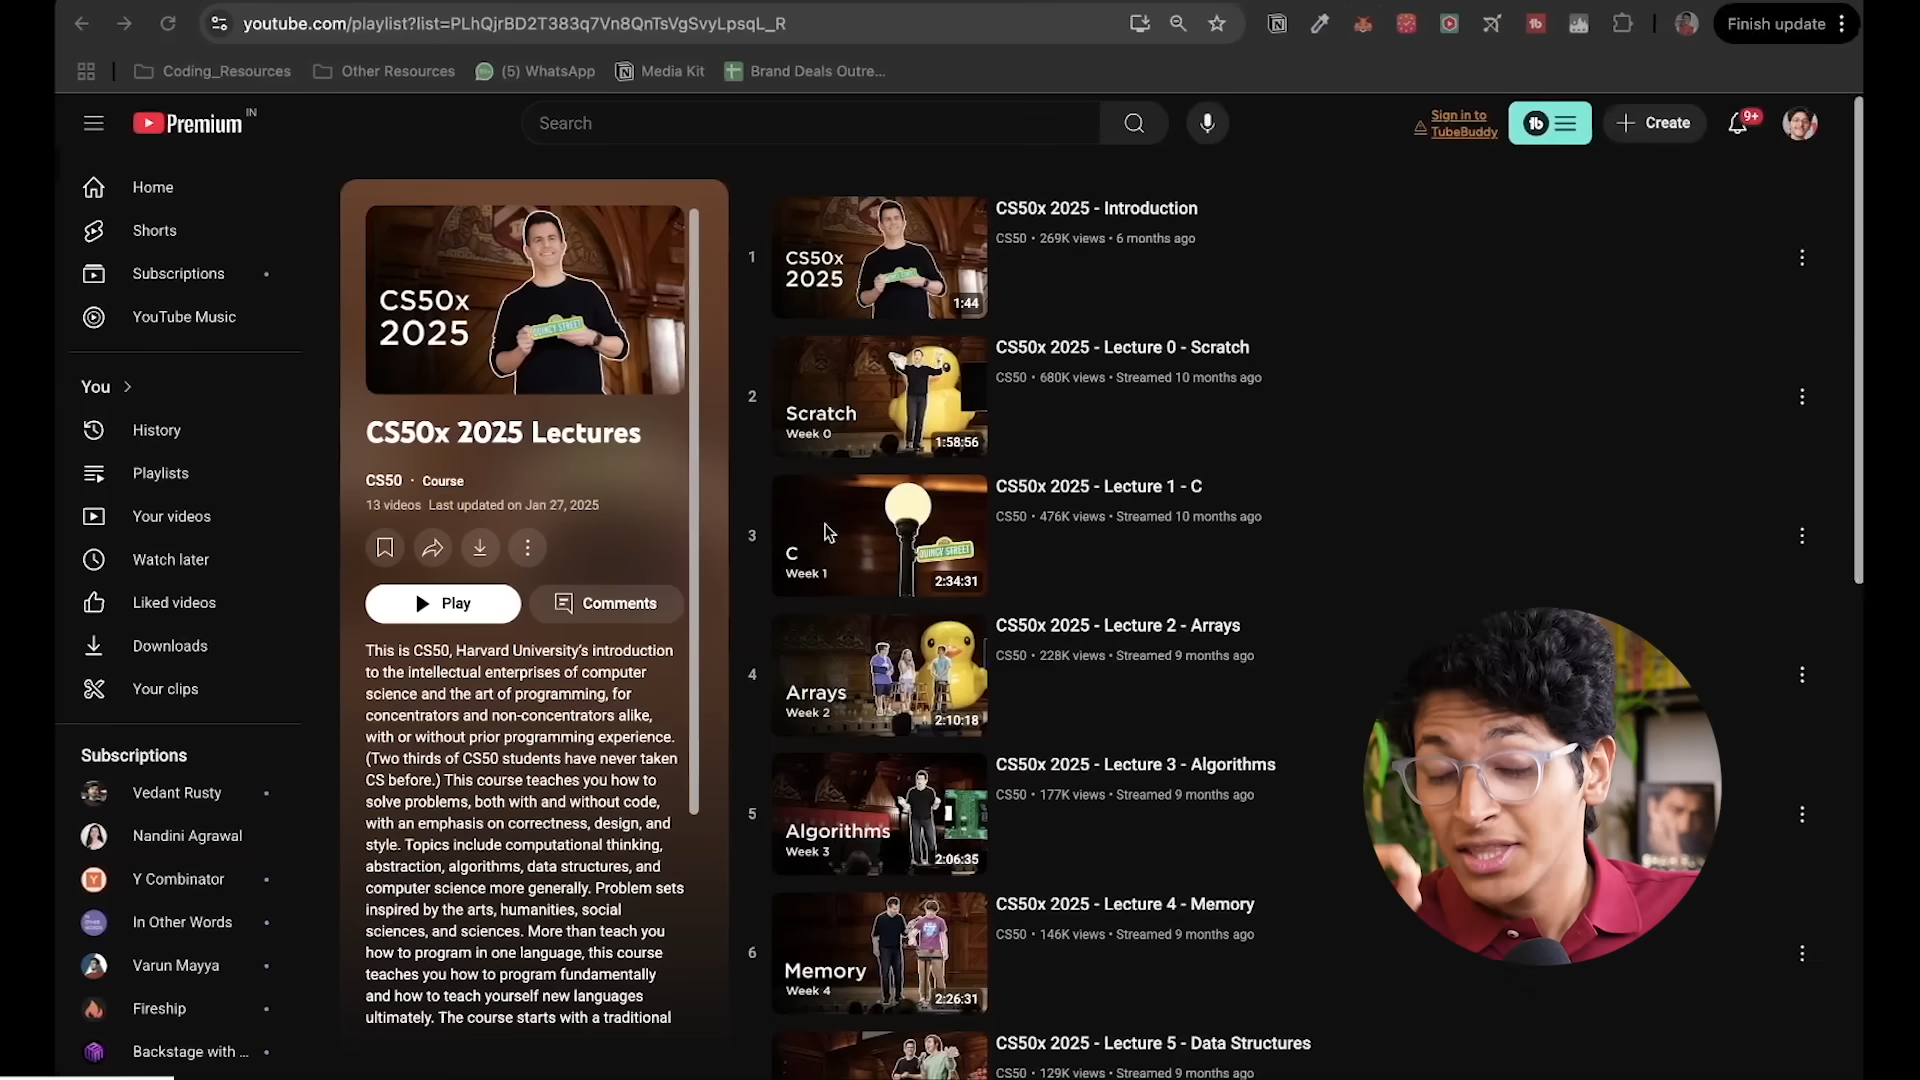 youtube.com/playlist?list=PLhQjrBD2T383q7Vn8QnTsVgSvyLpsqL_R
Finish update
Coding_Resources
Other Resources
(5) WhatsApp
Media Kit
Brand Deals Outre...
Premium IN
Search
Sign in to
TubeBuddy
Create
9+
Home
Shorts
Subscriptions
YouTube Music
You
History
Playlists
Your videos
Watch later
Liked videos
Downloads
Your clips
Subscriptions
Vedant Rusty
Nandini Agrawal
Y Combinator
In Other Words
Varun Mayya
Fireship
Backstage with ...
CS50x
2025
QUINCY STREET
CS50x 2025 Lectures
CS50 · Course
13 videos Last updated on Jan 27, 2025
Play
Comments
This is CS50, Harvard University's introduction
to the intellectual enterprises of computer
science and the art of programming, for
concentrators and non-concentrators alike,
with or without prior programming experience.
(Two thirds of CS50 students have never taken
CS before.) This course teaches you how to
solve problems, both with and without code,
with an emphasis on correctness, design, and
style. Topics include computational thinking,
abstraction, algorithms, data structures, and
computer science more generally. Problem sets
inspired by the arts, humanities, social
sciences, and sciences. More than teach you
how to program in one language, this course
teaches you how to program fundamentally
and how to teach yourself new languages
ultimately. The course starts with a traditional
1
CS50x
2025
1:44
CS50x 2025 - Introduction
CS50 • 269K views • 6 months ago
2
Scratch
Week 0
1:58:56
CS50x 2025 - Lecture 0 - Scratch
CS50 • 680K views • Streamed 10 months ago
3
C
Week 1
QUINCY STREET
2:34:31
CS50x 2025 - Lecture 1 - C
CS50 • 476K views • Streamed 10 months ago
4
Arrays
Week 2
2:10:18
CS50x 2025 - Lecture 2 - Arrays
CS50 • 228K views • Streamed 9 months ago
5
Algorithms
Week 3
2:06:35
CS50x 2025 - Lecture 3 - Algorithms
CS50 • 177K views • Streamed 9 months ago
6
Memory
Week 4
2:26:31
CS50x 2025 - Lecture 4 - Memory
CS50 • 146K views • Streamed 9 months ago
CS50x 2025 - Lecture 5 - Data Structures
CS50 • 129K views • Streamed 9 months ago